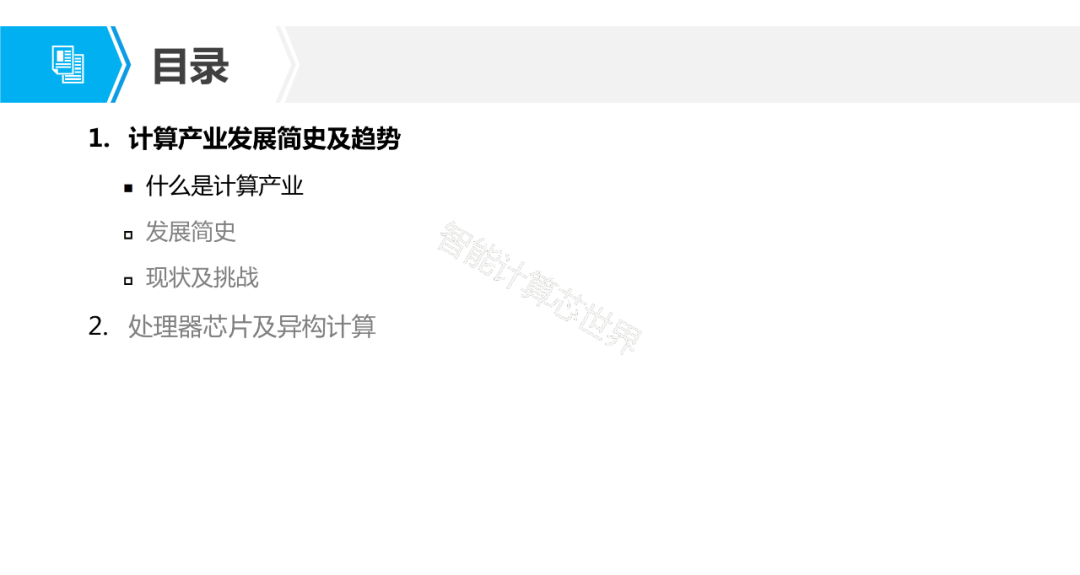 目录
1. 计算产业发展简史及趋势
■ 什么是计算产业
□ 发展简史
□ 现状及挑战
2. 处理器芯片及异构计算
智能计算芯世界